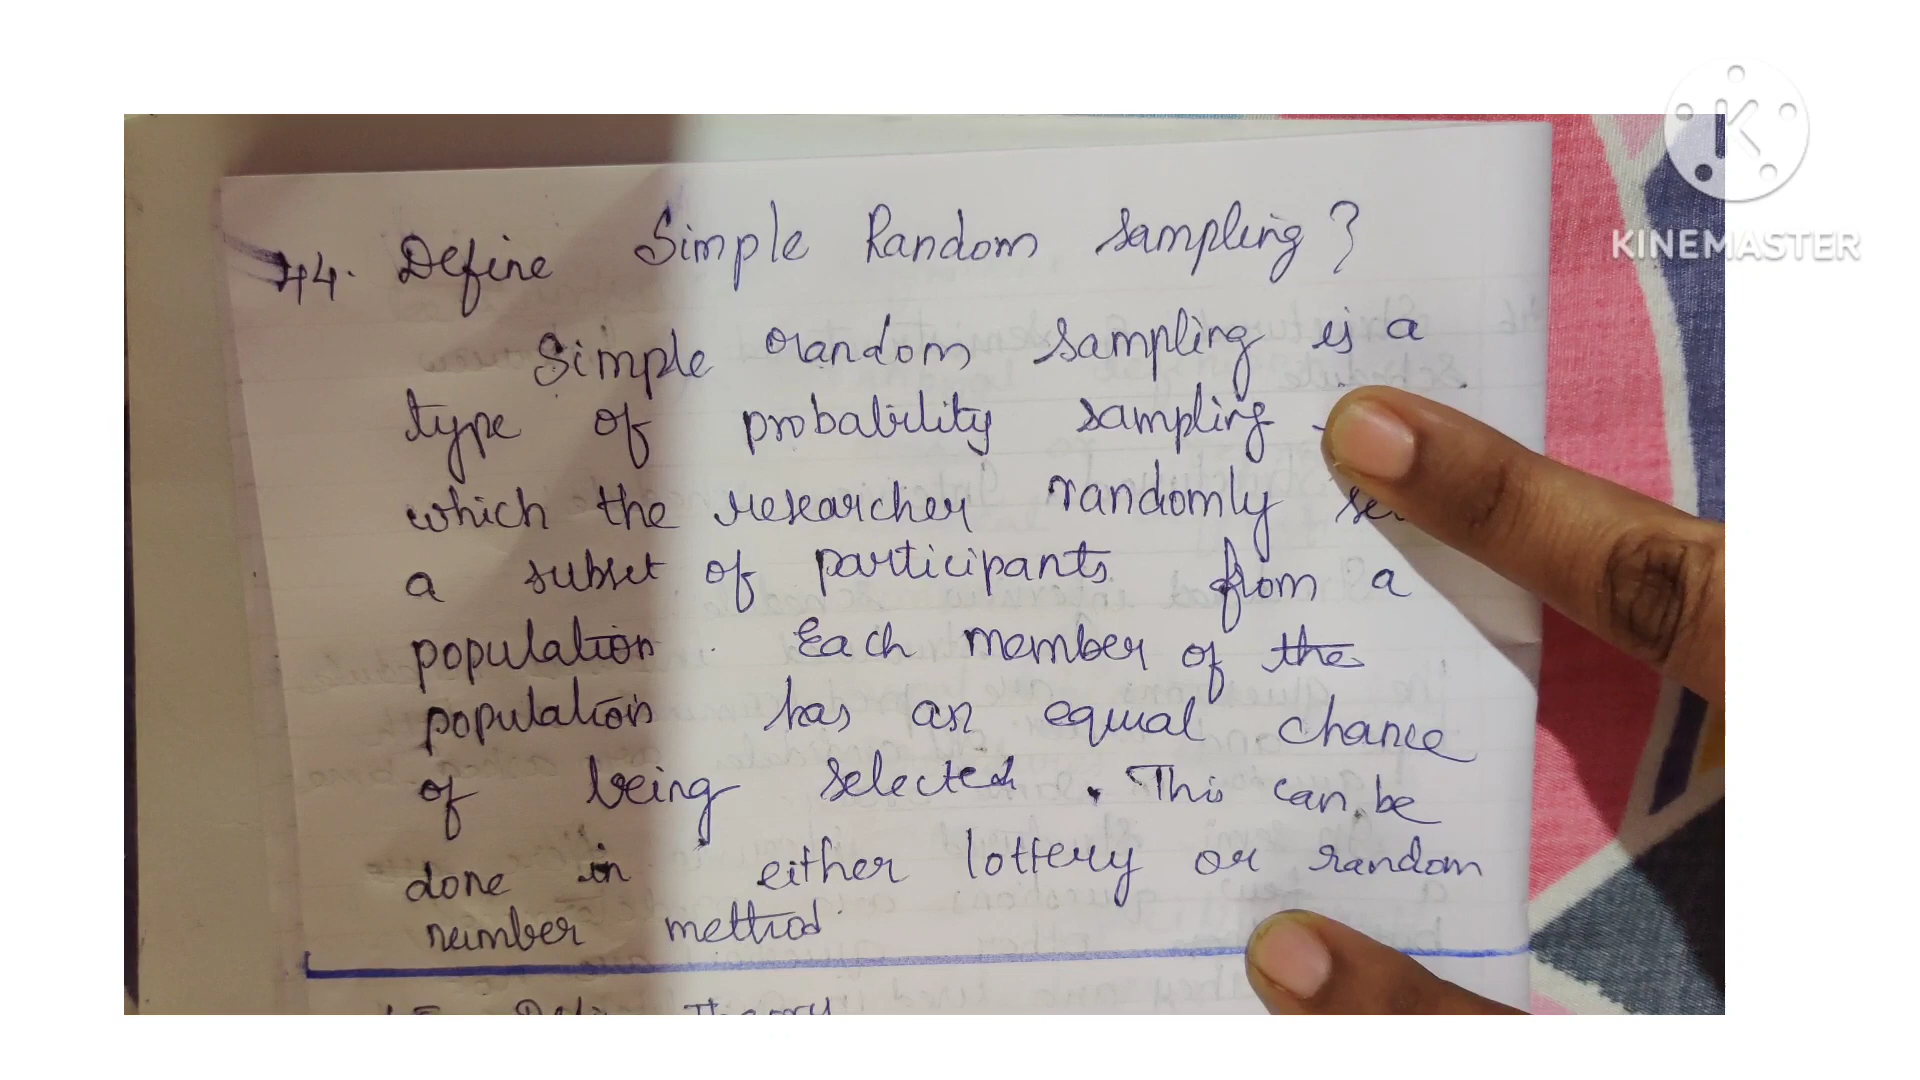 KINEMASTER
44. Define Simple Random Sampling?
Simple random sampling is a
type of probability sampling
which the researcher randomly
a subset of participants from a
population. Each member of the
population has an equal chance
of being selected. This can be
done in either lottery or random
number method.
Theory